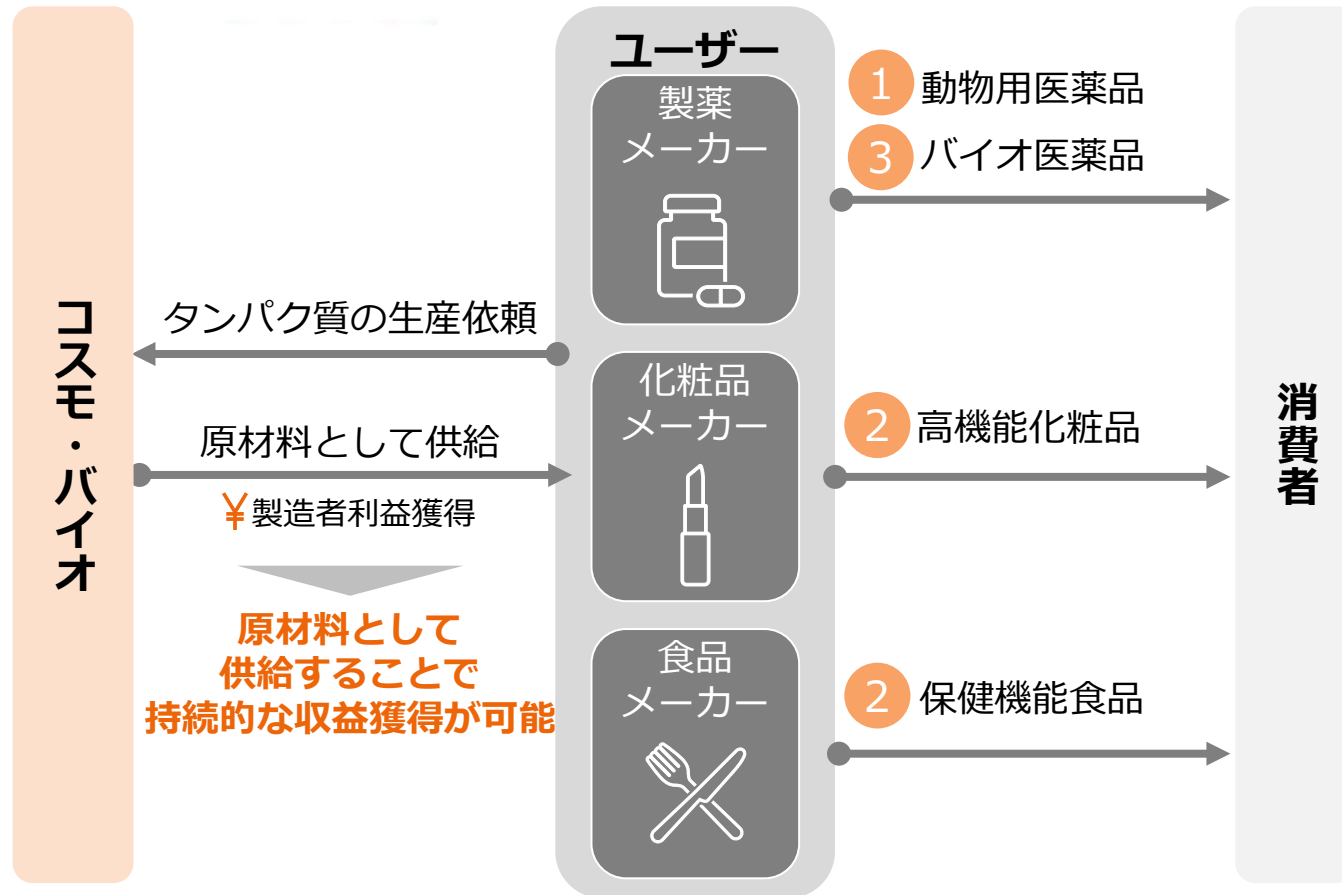 コスモ・バイオ
タンパク質の生産依頼
原材料として供給
¥製造者利益獲得
原材料として
供給することで
持続的な収益獲得が可能
ユーザー
製薬
メーカー
化粧品
メーカー
食品
メーカー
1 動物用医薬品
3 バイオ医薬品
2 高機能化粧品
2 保健機能食品
消費者